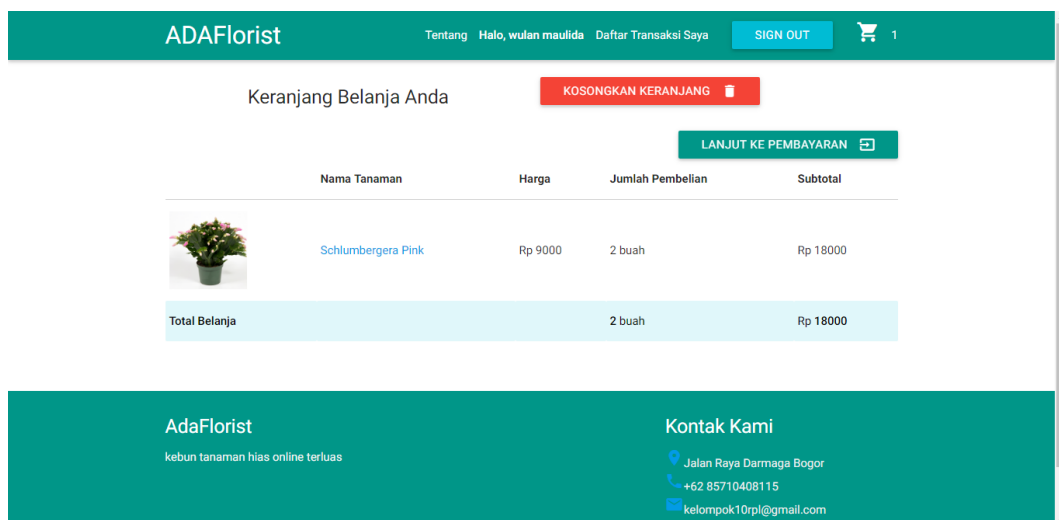 ADAFlorist Tentang Halo, wulan maulida Daftar Transaksi Saya SIGN OUT 1
Keranjang Belanja Anda KOSONGKAN KERANJANG
LANJUT KE PEMBAYARAN
Nama Tanaman Harga Jumlah Pembelian Subtotal
Schlumbergera Pink Rp 9000 2 buah Rp 18000
Total Belanja 2 buah Rp 18000
AdaFlorist
kebun tanaman hias online terluas
Kontak Kami
Jalan Raya Darmaga Bogor
+62 85710408115
kelompok10rpl@gmail.com